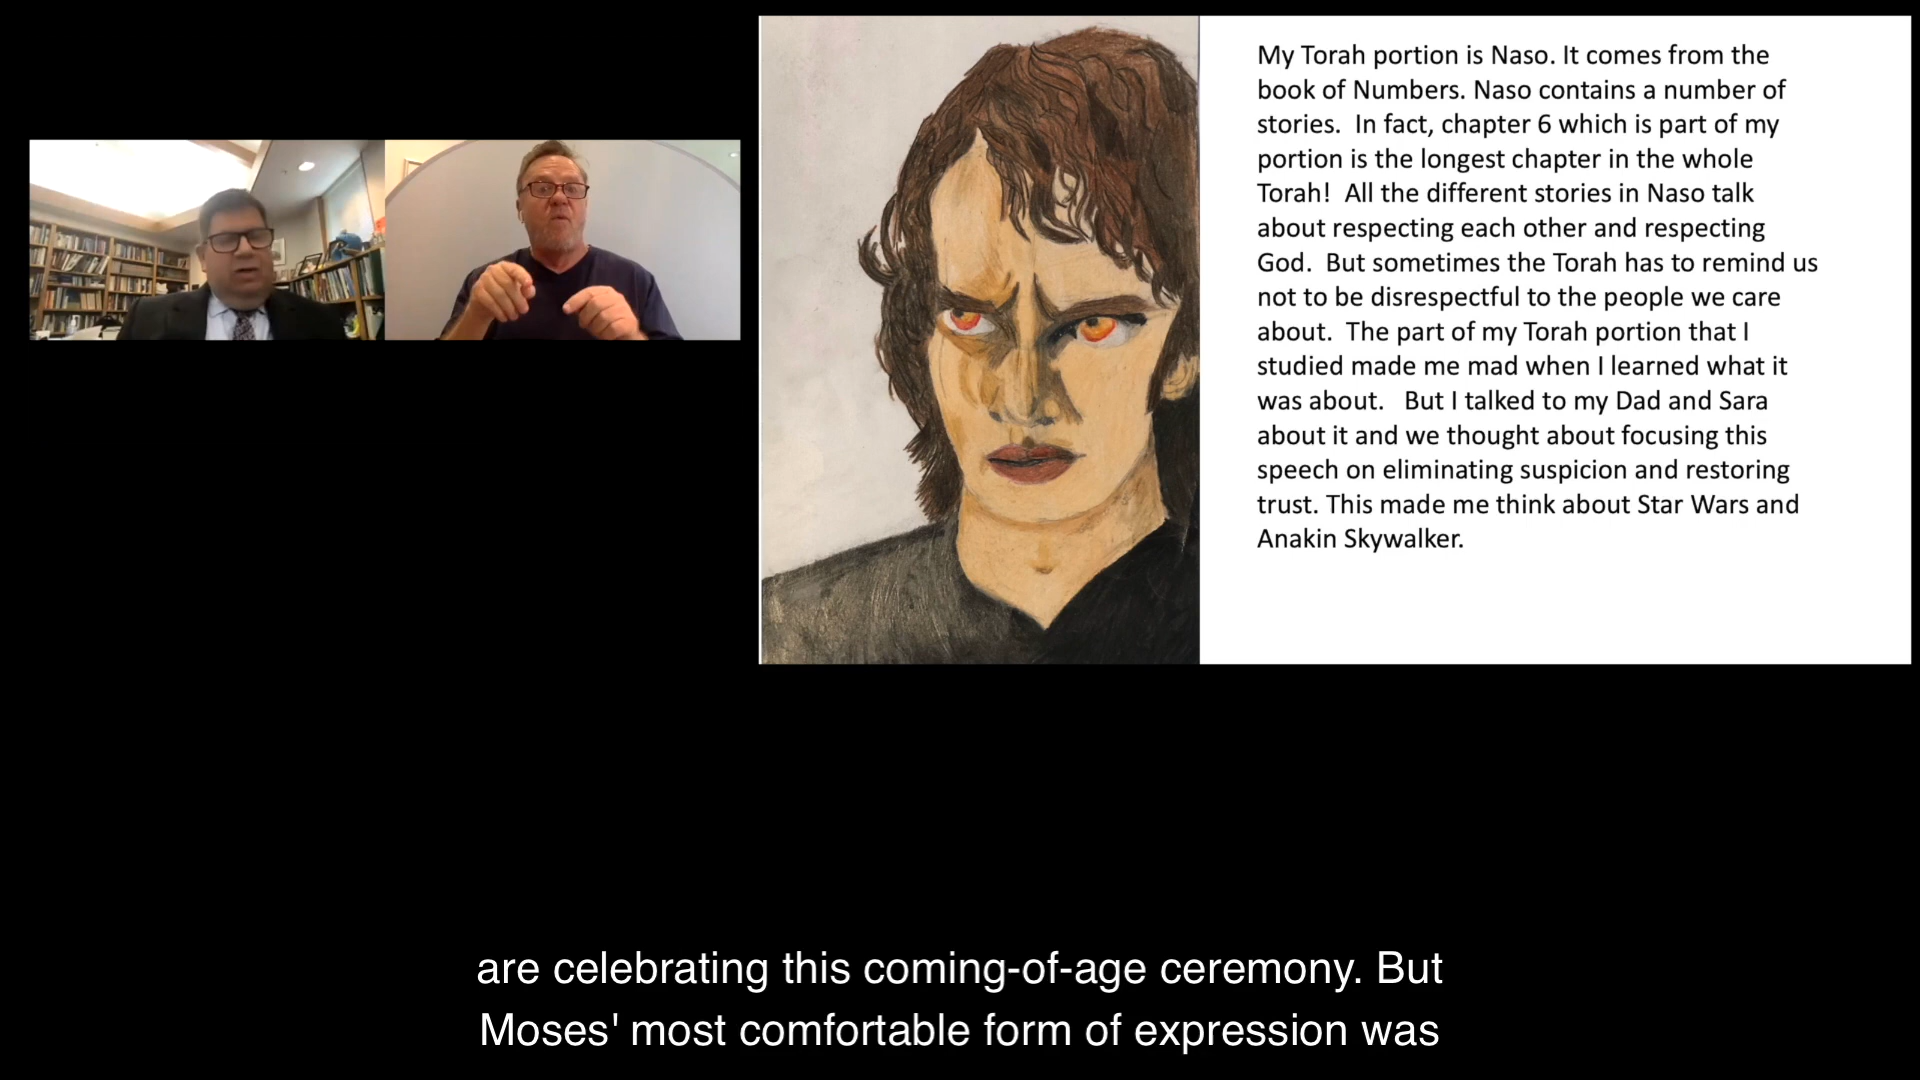 My Torah portion is Naso. It comes from the
book of Numbers. Naso contains a number of
stories.  In fact, chapter 6 which is part of my
portion is the longest chapter in the whole
Torah!  All the different stories in Naso talk
about respecting each other and respecting
God.  But sometimes the Torah has to remind us
not to be disrespectful to the people we care
about.  The part of my Torah portion that I
studied made me mad when I learned what it
was about.   But I talked to my Dad and Sara
about it and we thought about focusing this
speech on eliminating suspicion and restoring
trust. This made me think about Star Wars and
Anakin Skywalker.
are celebrating this coming-of-age ceremony. But
Moses' most comfortable form of expression was